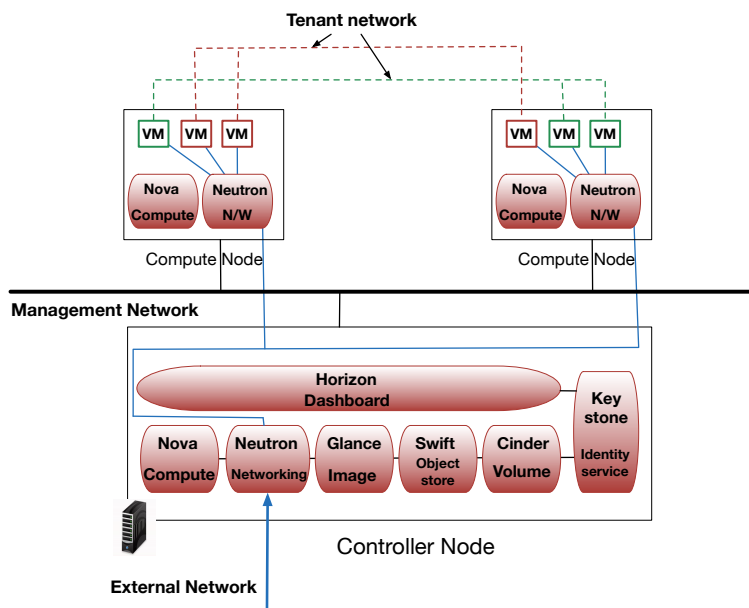 Tenant network
VM VM VM
VM VM VM
Nova
Compute
Neutron
N/W
Nova
Compute
Neutron
N/W
Compute Node
Compute Node
Management Network
Horizon
Dashboard
Key
stone
Identity
service
Nova
Compute
Neutron
Networking
Glance
Image
Swift
Object
store
Cinder
Volume
Controller Node
External Network